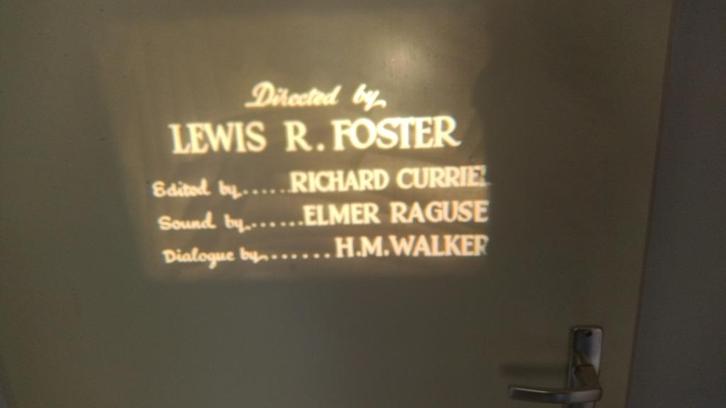 Directed by
LEWIS R. FOSTER
Edited by......RICHARD CURRIER
Sound by......ELMER RAGUSE
Dialogue by.......H.M.WALKER